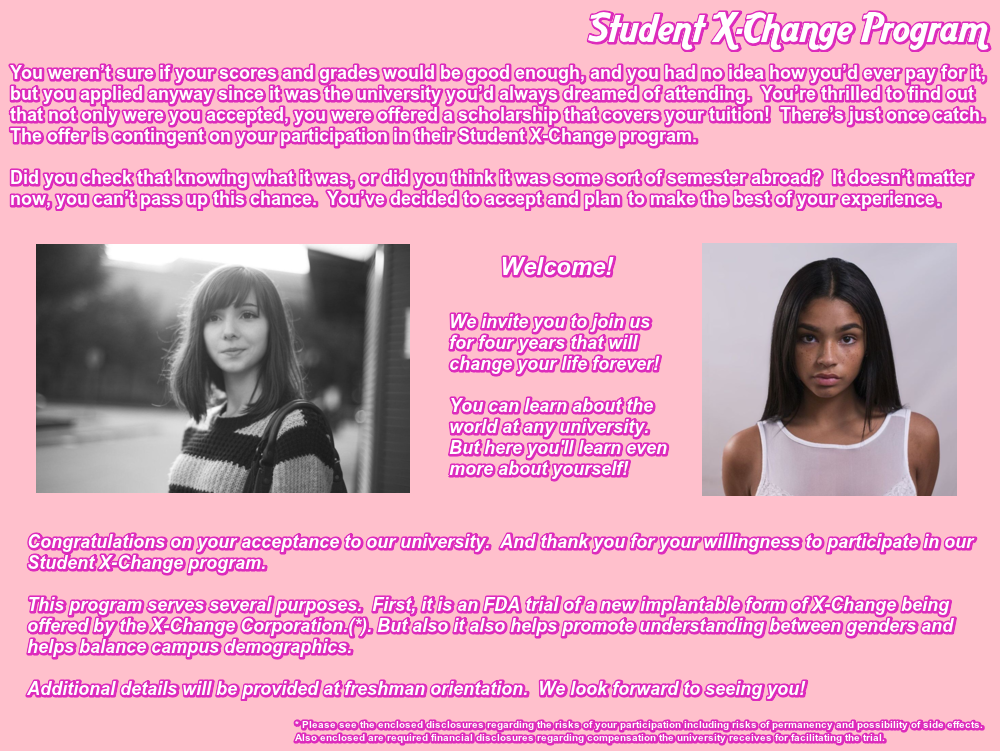 Student X-Change Program
You weren't sure if your scores and grades would be good enough, and you had no idea how you'd ever pay for it,
but you applied anyway since it was the university you'd always dreamed of attending.  You're thrilled to find out
that not only were you accepted, you were offered a scholarship that covers your tuition!  There's just once catch.
The offer is contingent on your participation in their Student X-Change program.
Did you check that knowing what it was, or did you think it was some sort of semester abroad?  It doesn't matter
now, you can't pass up this chance.  You've decided to accept and plan to make the best of your experience.
Welcome!
We invite you to join us
for four years that will
change your life forever!
You can learn about the
world at any university.
But here you'll learn even
more about yourself!
Congratulations on your acceptance to our university.  And thank you for your willingness to participate in our
Student X-Change program.
This program serves several purposes.  First, it is an FDA trial of a new implantable form of X-Change being
offered by the X-Change Corporation.(*). But also it also helps promote understanding between genders and
helps balance campus demographics.
Additional details will be provided at freshman orientation.  We look forward to seeing you!
* Please see the enclosed disclosures regarding the risks of your participation including risks of permanency and possibility of side effects.
Also enclosed are required financial disclosures regarding compensation the university receives for facilitating the trial.